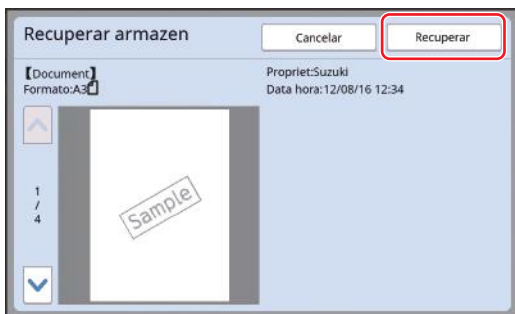 Recuperar armazen
Cancelar
Recuperar
【Document】
Formato:A3
Propriet:Suzuki
Data hora:12/08/16 12:34
1
/
4
Sample